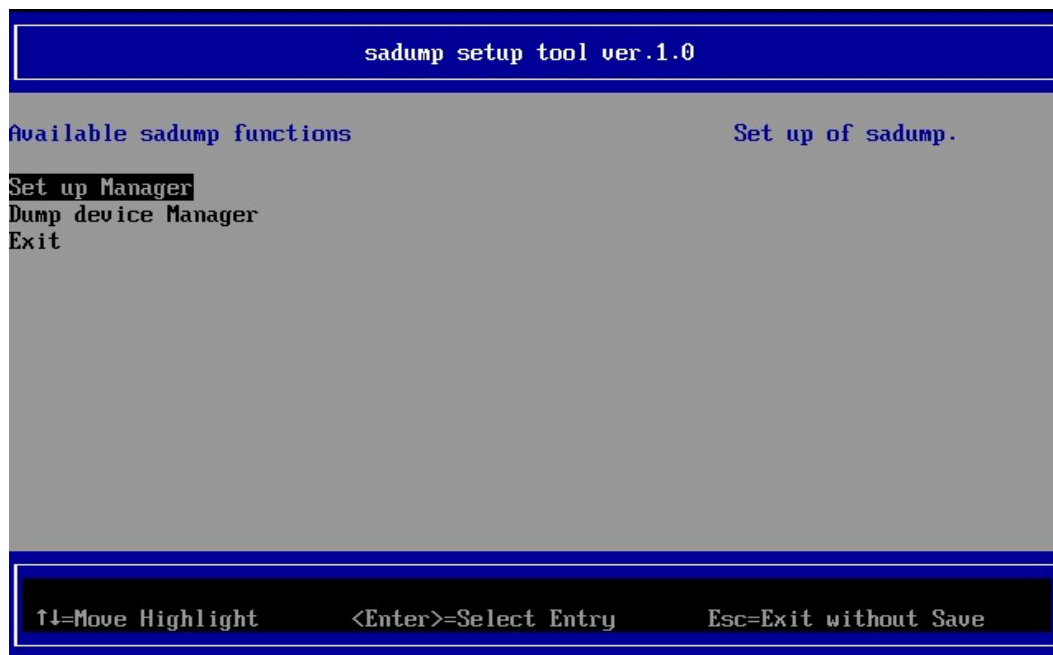 sadump setup tool ver.1.0
Available sadump functions
Set up of sadump.
Set up Manager
Dump device Manager
Exit
↑↓=Move Highlight <Enter>=Select Entry Esc=Exit without Save